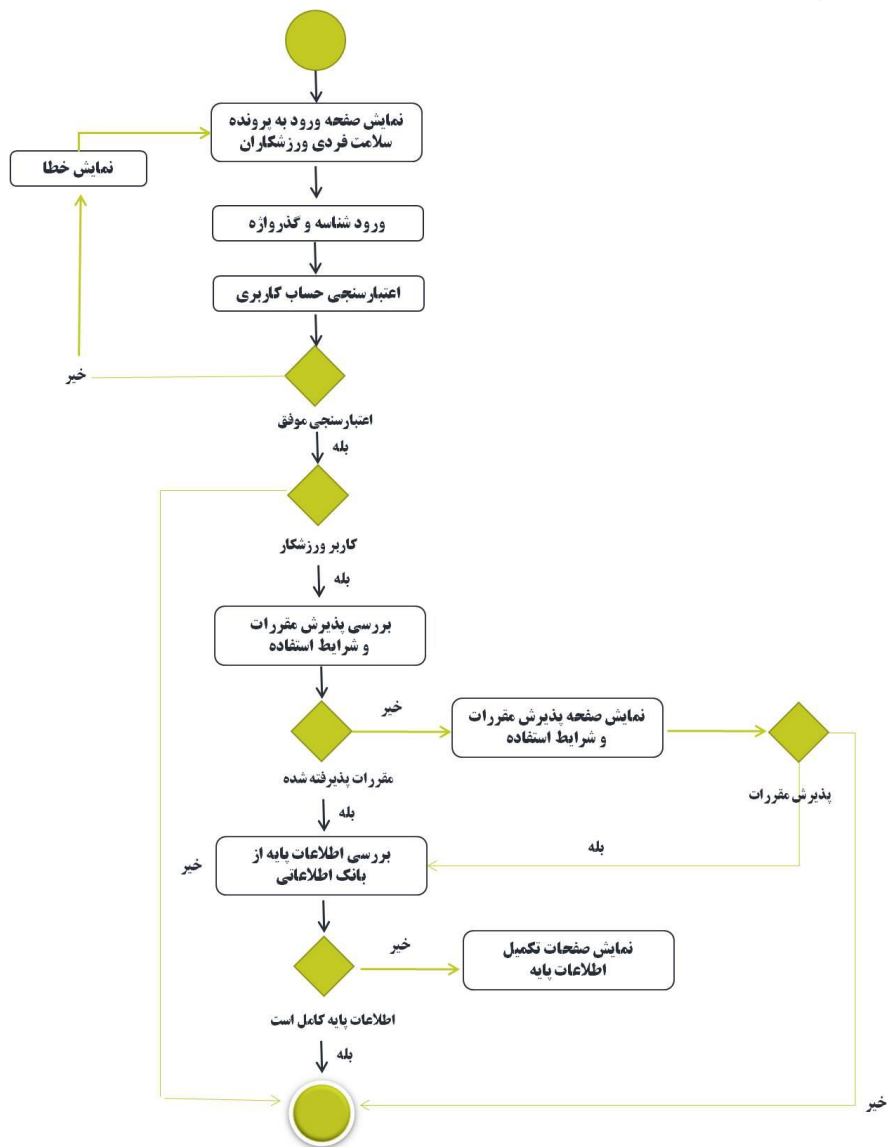 نمایش صفحه ورود به پرونده
سلامت فردی ورزشکاران
نمایش خطا
ورود شناسه و گذرواژه
اعتبارسنجی حساب کاربری
خیر
اعتبارسنجی موفق
بله
کاربر ورزشکار
بله
بررسی پذیرش مقررات
و شرایط استفاده
خیر
نمایش صفحه پذیرش مقررات
و شرایط استفاده
مقررات پذیرفته شده
پذیرش مقررات
بله
بله
بررسی اطلاعات پایه از
بانک اطلاعاتی
خیر
خیر
نمایش صفحات تکمیل
اطلاعات پایه
اطلاعات پایه کامل است
بله
خیر